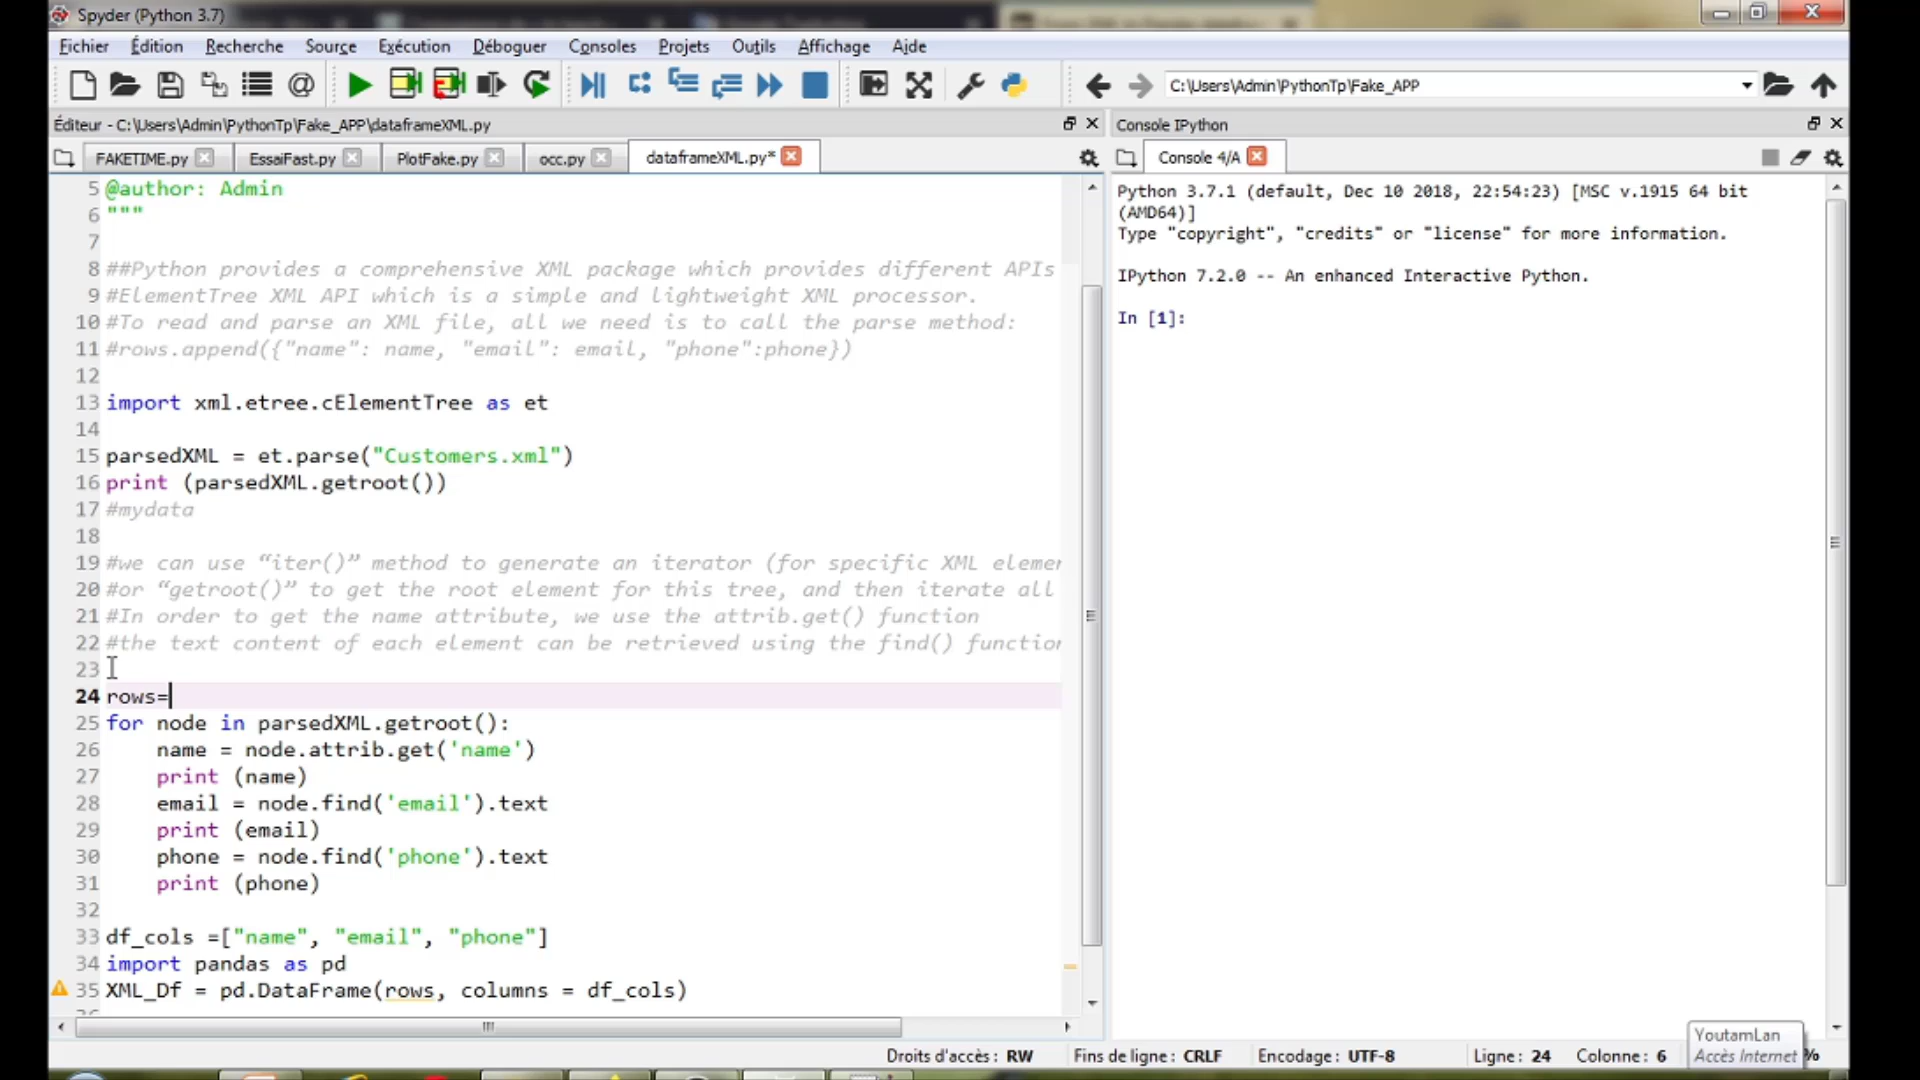 Spyder (Python 3.7)
Fichier Édition Recherche Source Exécution Déboguer Consoles Projets Outils Affichage Aide
C:\Users\Admin\PythonTp\Fake_APP
Éditeur - C:\Users\Admin\PythonTp\Fake_APP\dataframeXML.py
Console IPython
FAKETIME.py EssaiFast.py PlotFake.py occ.py dataframeXML.py*
Console 4/A
5 @author: Admin
6 """
7
8 ##Python provides a comprehensive XML package which provides different APIs
9 #ElementTree XML API which is a simple and lightweight XML processor.
10 #To read and parse an XML file, all we need is to call the parse method:
11 #rows.append({"name": name, "email": email, "phone":phone})
12
13 import xml.etree.cElementTree as et
14
15 parsedXML = et.parse("Customers.xml")
16 print (parsedXML.getroot())
17 #mydata
18
19 #we can use “iter()” method to generate an iterator (for specific XML elemen
20 #or “getroot()” to get the root element for this tree, and then iterate all
21 #In order to get the name attribute, we use the attrib.get() function
22 #the text content of each element can be retrieved using the find() function
23
24 rows=
25 for node in parsedXML.getroot():
26 name = node.attrib.get('name')
27 print (name)
28 email = node.find('email').text
29 print (email)
30 phone = node.find('phone').text
31 print (phone)
32
33 df_cols =["name", "email", "phone"]
34 import pandas as pd
35 XML_Df = pd.DataFrame(rows, columns = df_cols)
Python 3.7.1 (default, Dec 10 2018, 22:54:23) [MSC v.1915 64 bit
(AMD64)]
Type "copyright", "credits" or "license" for more information.
IPython 7.2.0 -- An enhanced Interactive Python.
In [1]:
Droits d'accès : RW Fins de ligne : CRLF Encodage : UTF-8 Ligne : 24 Colonne : 6 %
YoutamLan
Accès Internet